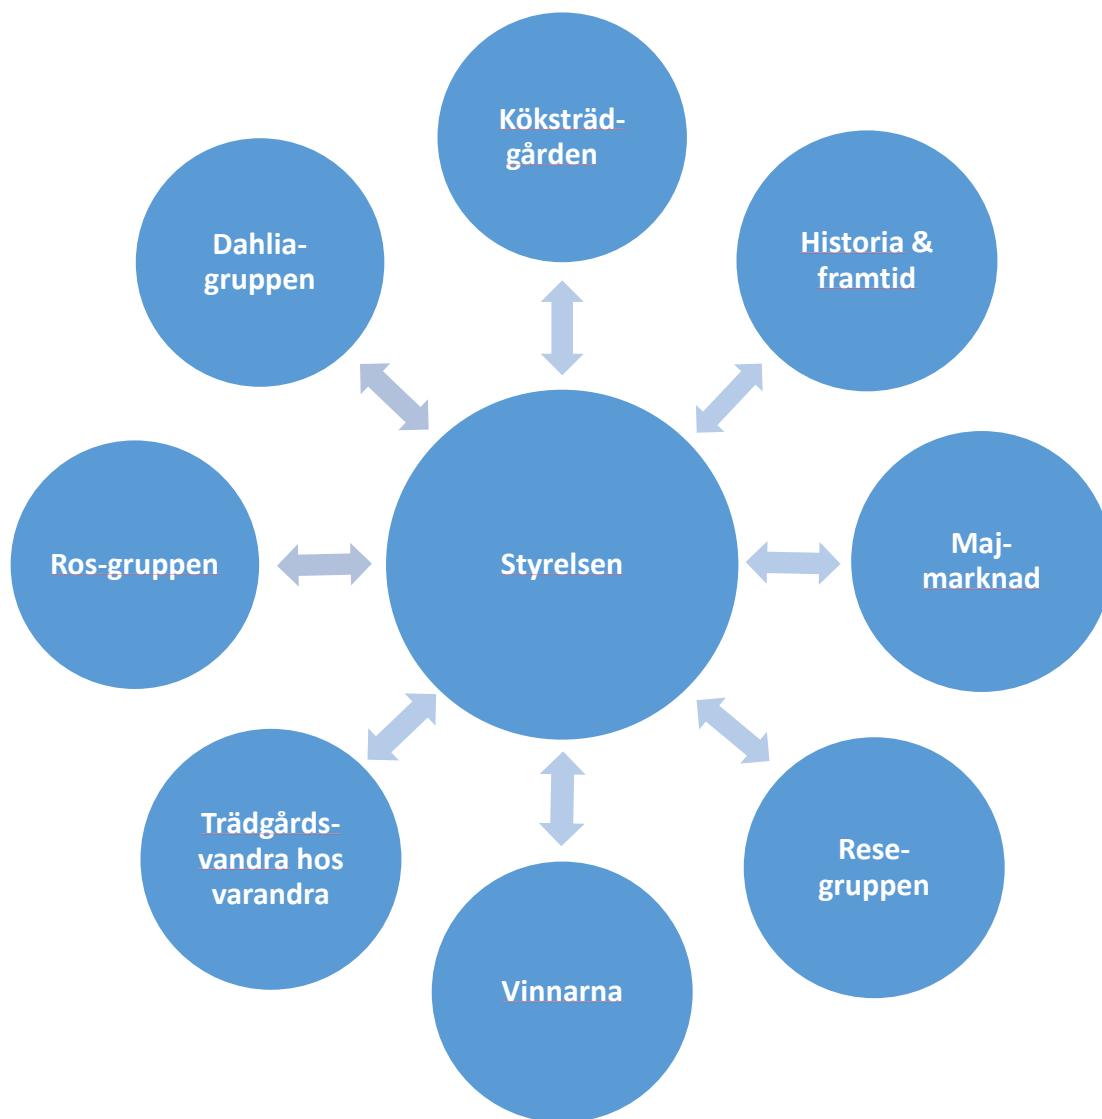 Köksträd-
gården
Dahlia-
gruppen
Historia &
framtid
Ros-gruppen
Styrelsen
Maj-
marknad
Trädgårds-
vandra hos
varandra
Rese-
gruppen
Vinnarna